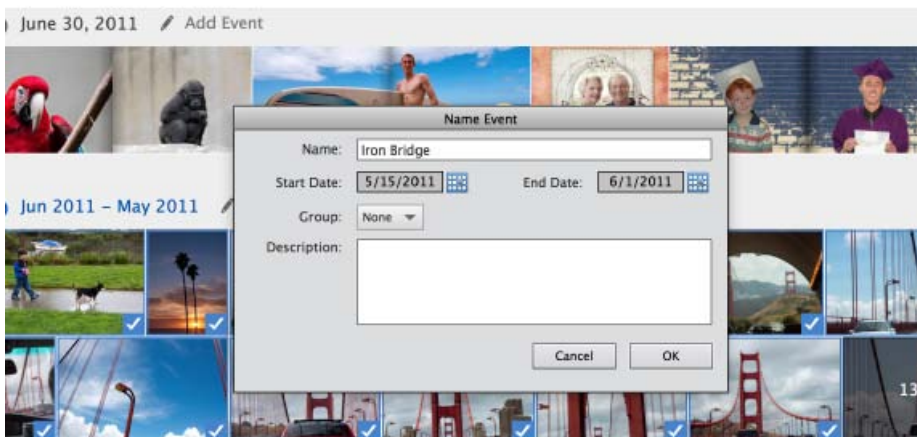 June 30, 2011 Add Event
Name Event
Name: Iron Bridge
Start Date: 5/15/2011 End Date: 6/1/2011
Jun 2011 – May 2011
Group: None
Description:
Cancel OK
13